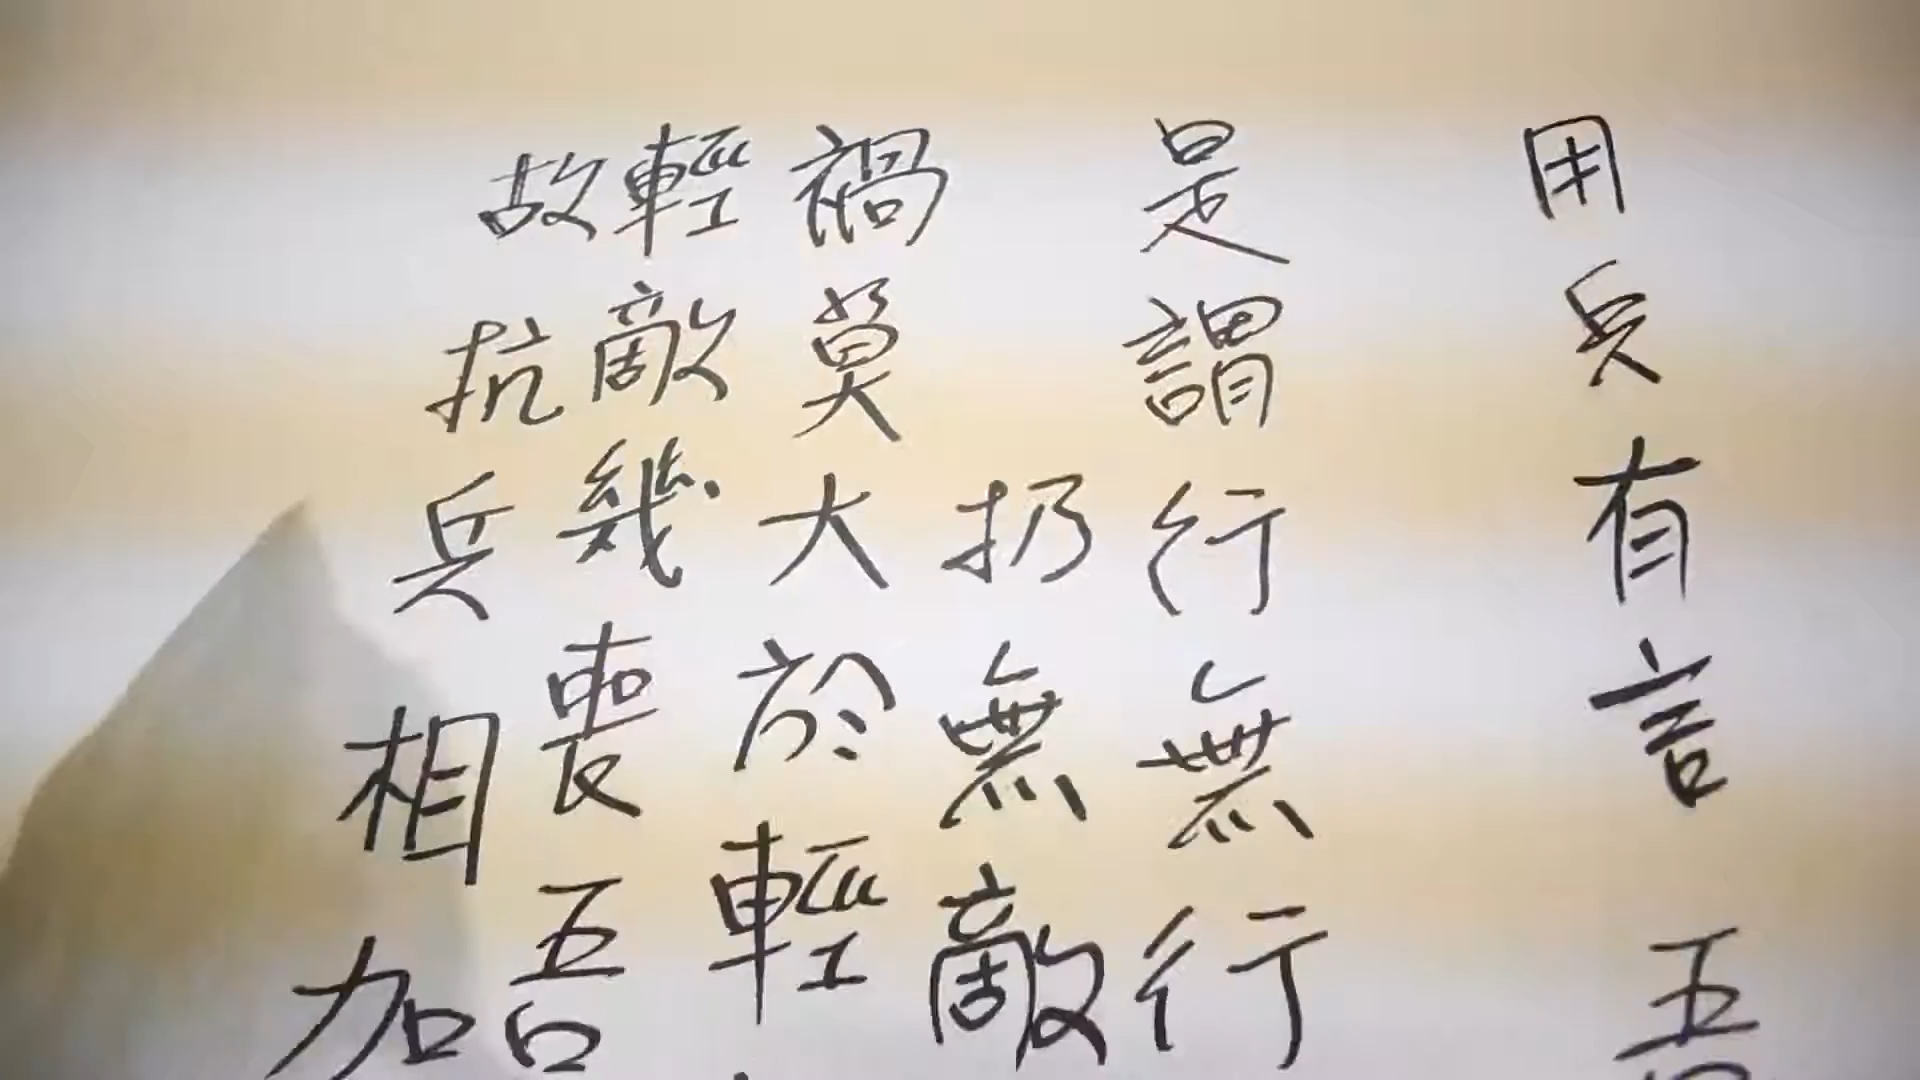 用兵有言吾
是謂行無行
扔無敵
禍莫大於輕
輕敵幾喪吾
故抗兵相加